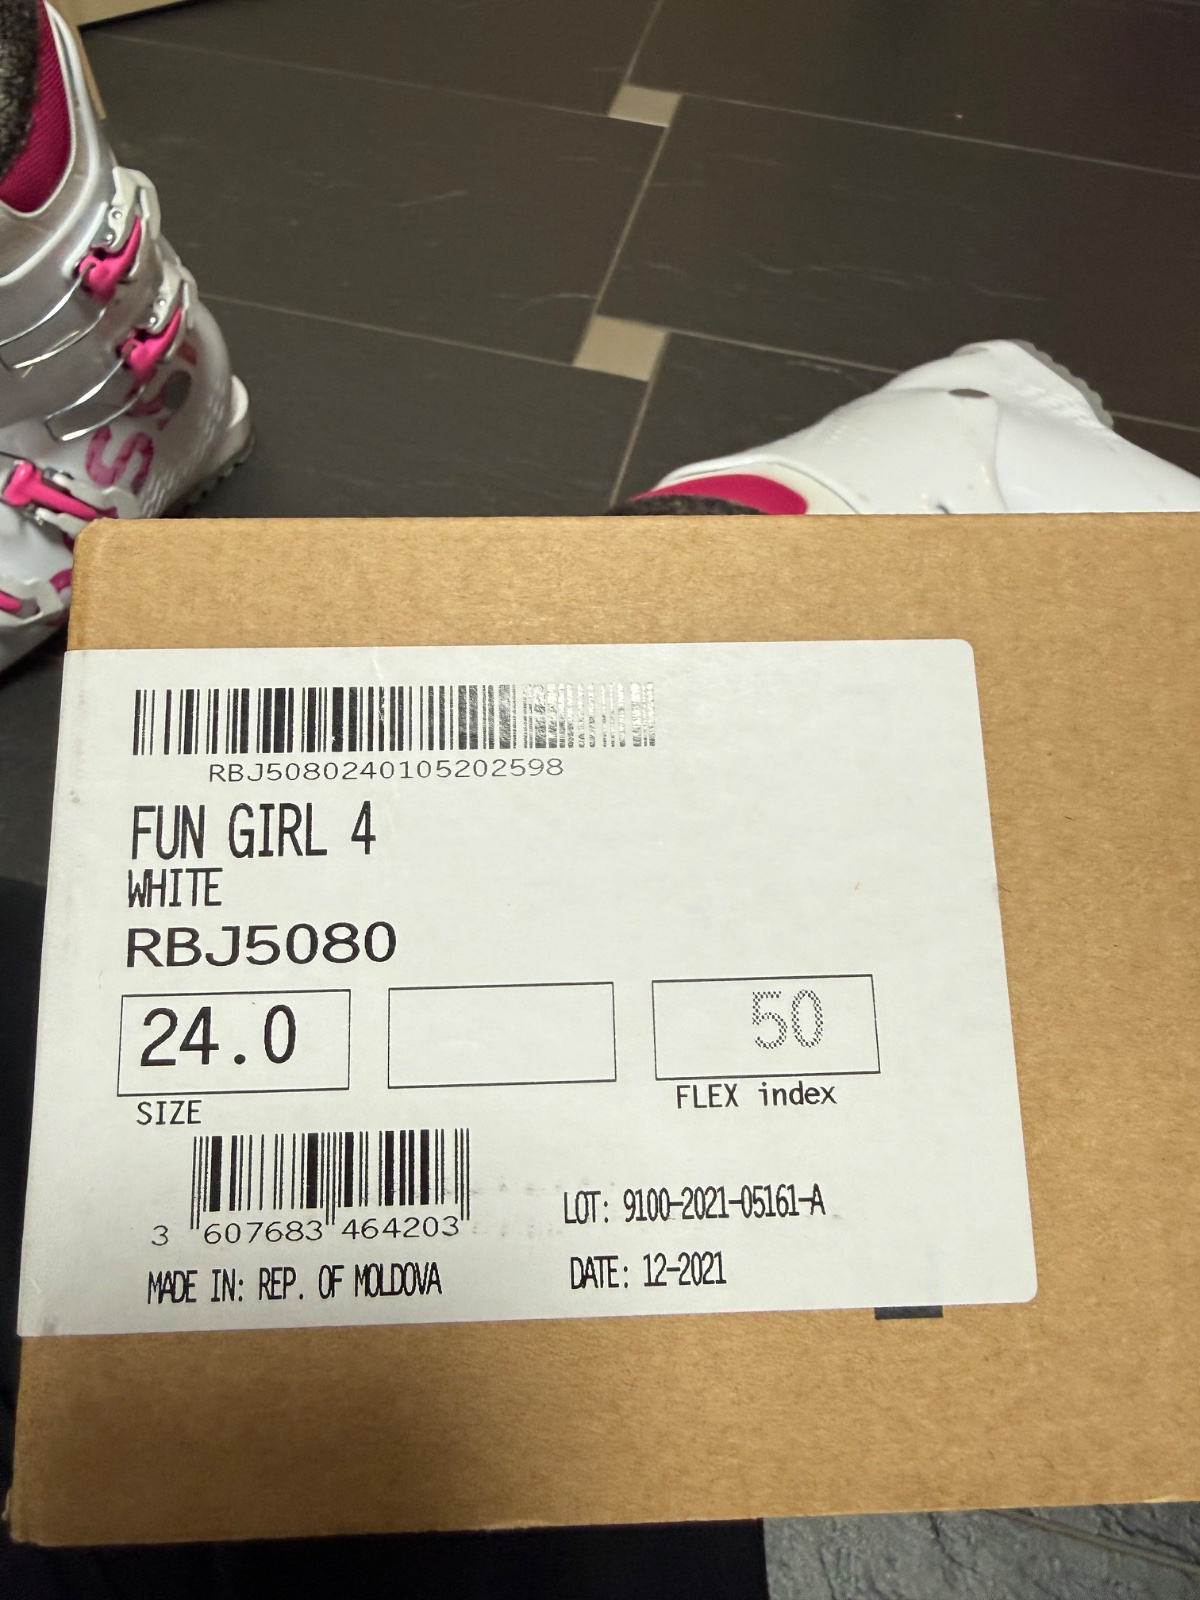 RBJ5080240105202598
FUN GIRL 4
WHITE
RBJ5080
24.0
50
SIZE
FLEX index
3 607683 464203
LOT: 9100-2021-05161-A
MADE IN: REP. OF MOLDOVA
DATE: 12-2021